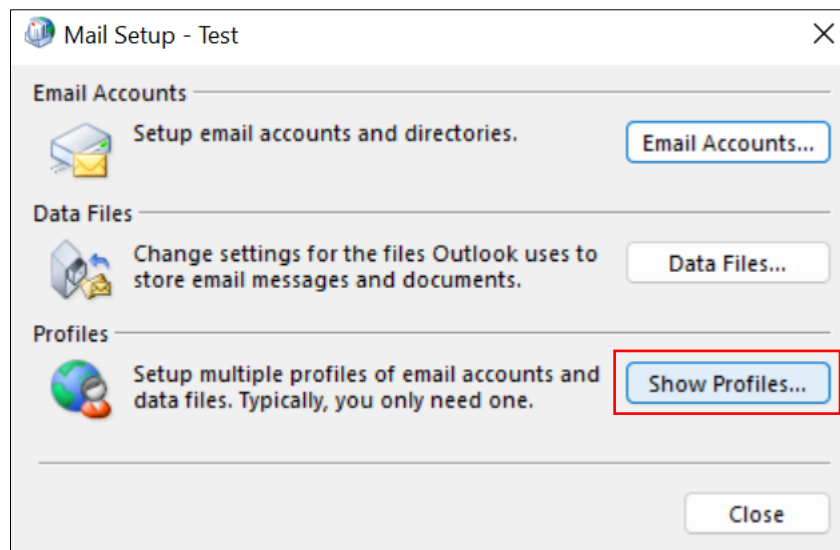 Mail Setup - Test
Email Accounts
Setup email accounts and directories.
Email Accounts...
Data Files
Change settings for the files Outlook uses to
store email messages and documents.
Data Files...
Profiles
Setup multiple profiles of email accounts and
data files. Typically, you only need one.
Show Profiles...
Close